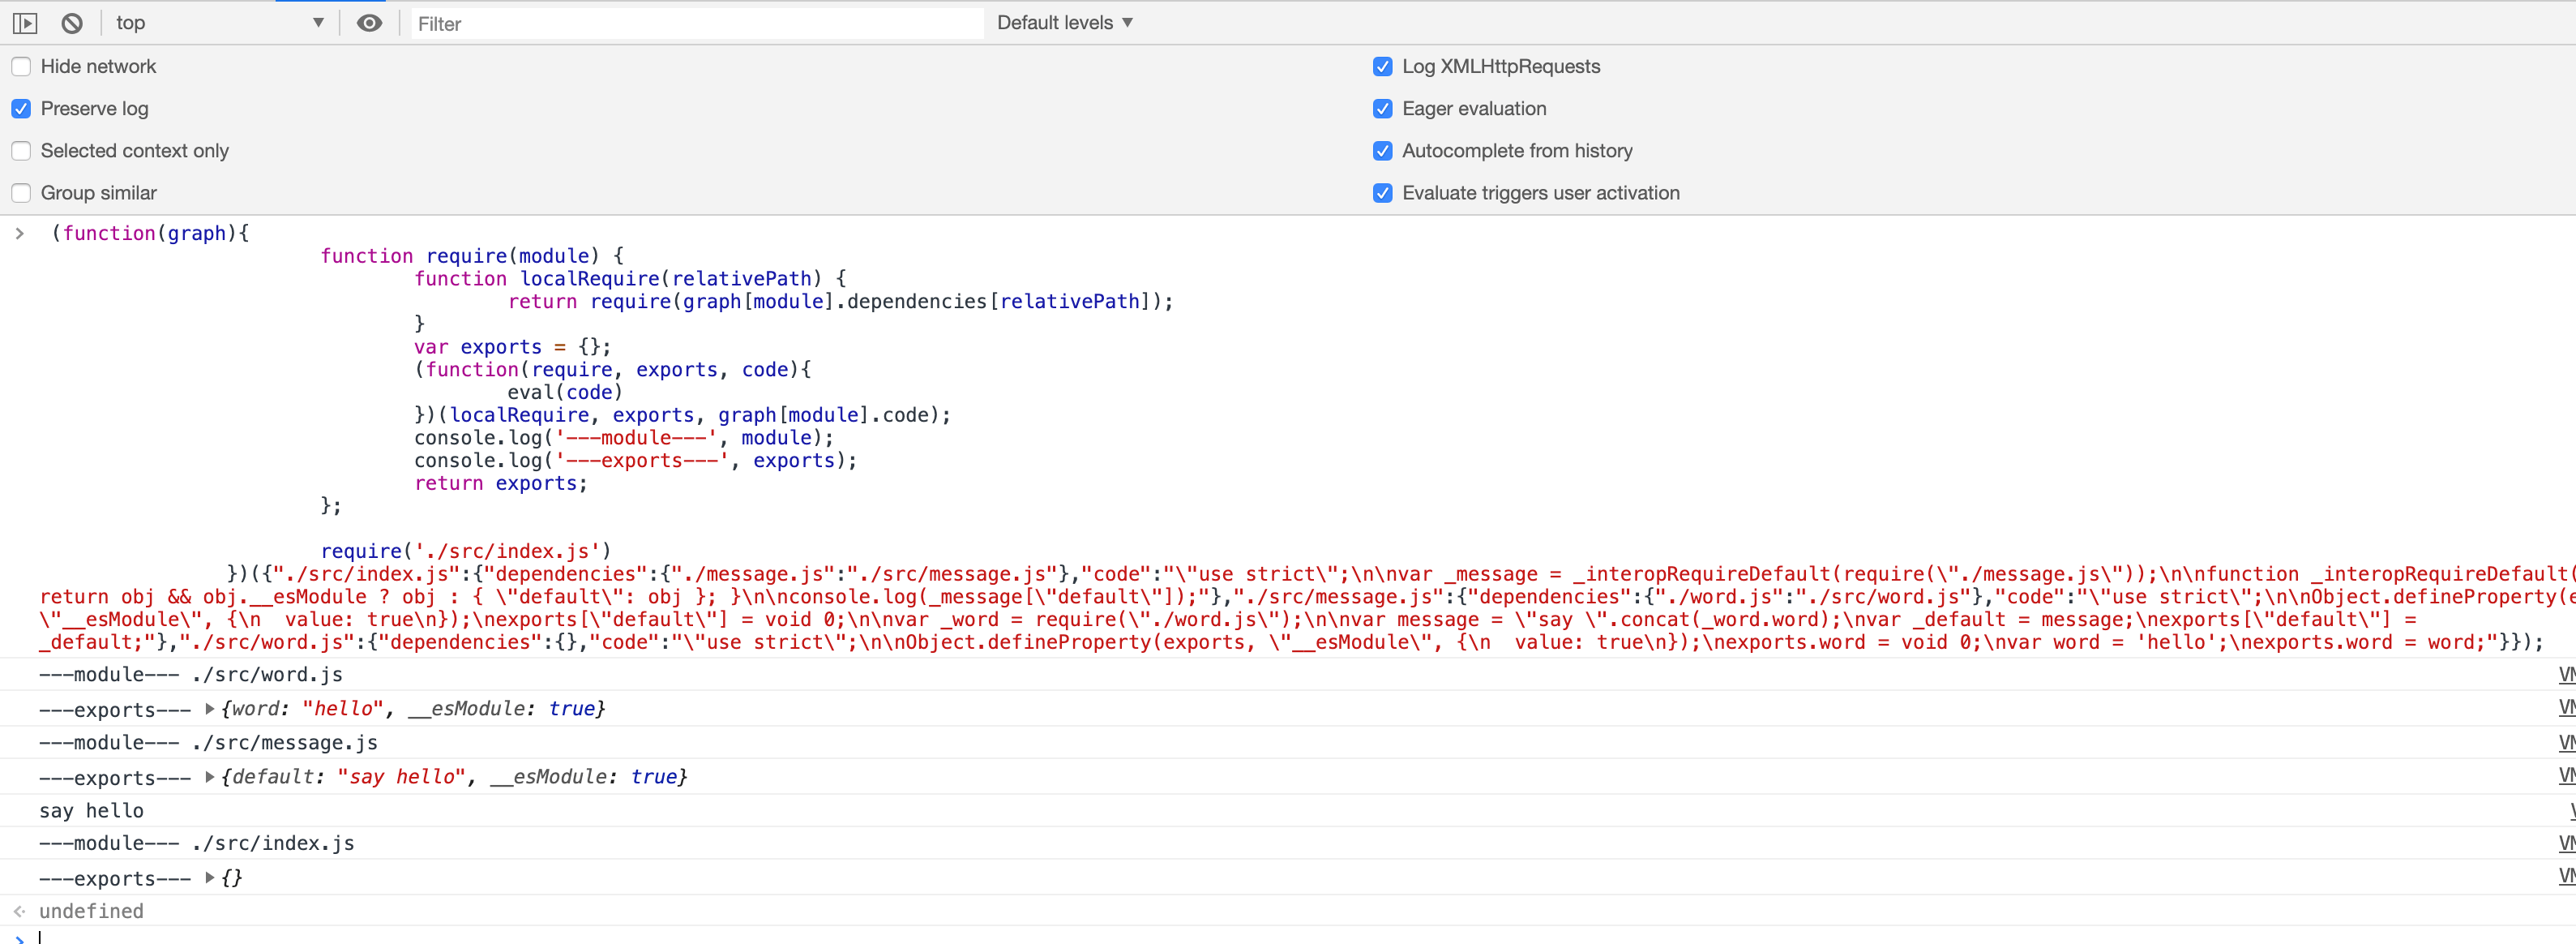 top ▼ Filter Default levels ▼
Hide network Log XMLHttpRequests
Preserve log Eager evaluation
Selected context only Autocomplete from history
Group similar Evaluate triggers user activation
> (function(graph){
function require(module) {
function localRequire(relativePath) {
return require(graph[module].dependencies[relativePath]);
}
var exports = {};
(function(require, exports, code){
eval(code)
})(localRequire, exports, graph[module].code);
console.log('---module---', module);
console.log('---exports---', exports);
return exports;
};
require('./src/index.js')
})({"./src/index.js":{"dependencies":{"./message.js":"./src/message.js"},"code":"\"use strict\";\n\nvar _message = _interopRequireDefault(require(\"./message.js\"));\n\nfunction _interopRequireDefault(
return obj && obj.__esModule ? obj : { \"default\": obj }; }\n\nconsole.log(_message[\"default\"]);"},"./src/message.js":{"dependencies":{"./word.js":"./src/word.js"},"code":"\"use strict\";\n\nObject.defineProperty(
\"__esModule\", {\n  value: true\n});\nexports[\"default\"] = void 0;\n\nvar _word = require(\"./word.js\");\n\nvar message = \"say \".concat(_word.word);\nvar _default = message;\nexports[\"default\"] =
_default;"},"./src/word.js":{"dependencies":{},"code":"\"use strict\";\n\nObject.defineProperty(exports, \"__esModule\", {\n  value: true\n});\nexports.word = void 0;\nvar word = 'hello';\nexports.word = word;"}});
---module--- ./src/word.js
---exports--- ▶{word: "hello", __esModule: true}
---module--- ./src/message.js
---exports--- ▶{default: "say hello", __esModule: true}
say hello
---module--- ./src/index.js
---exports--- ▶{}
undefined
>